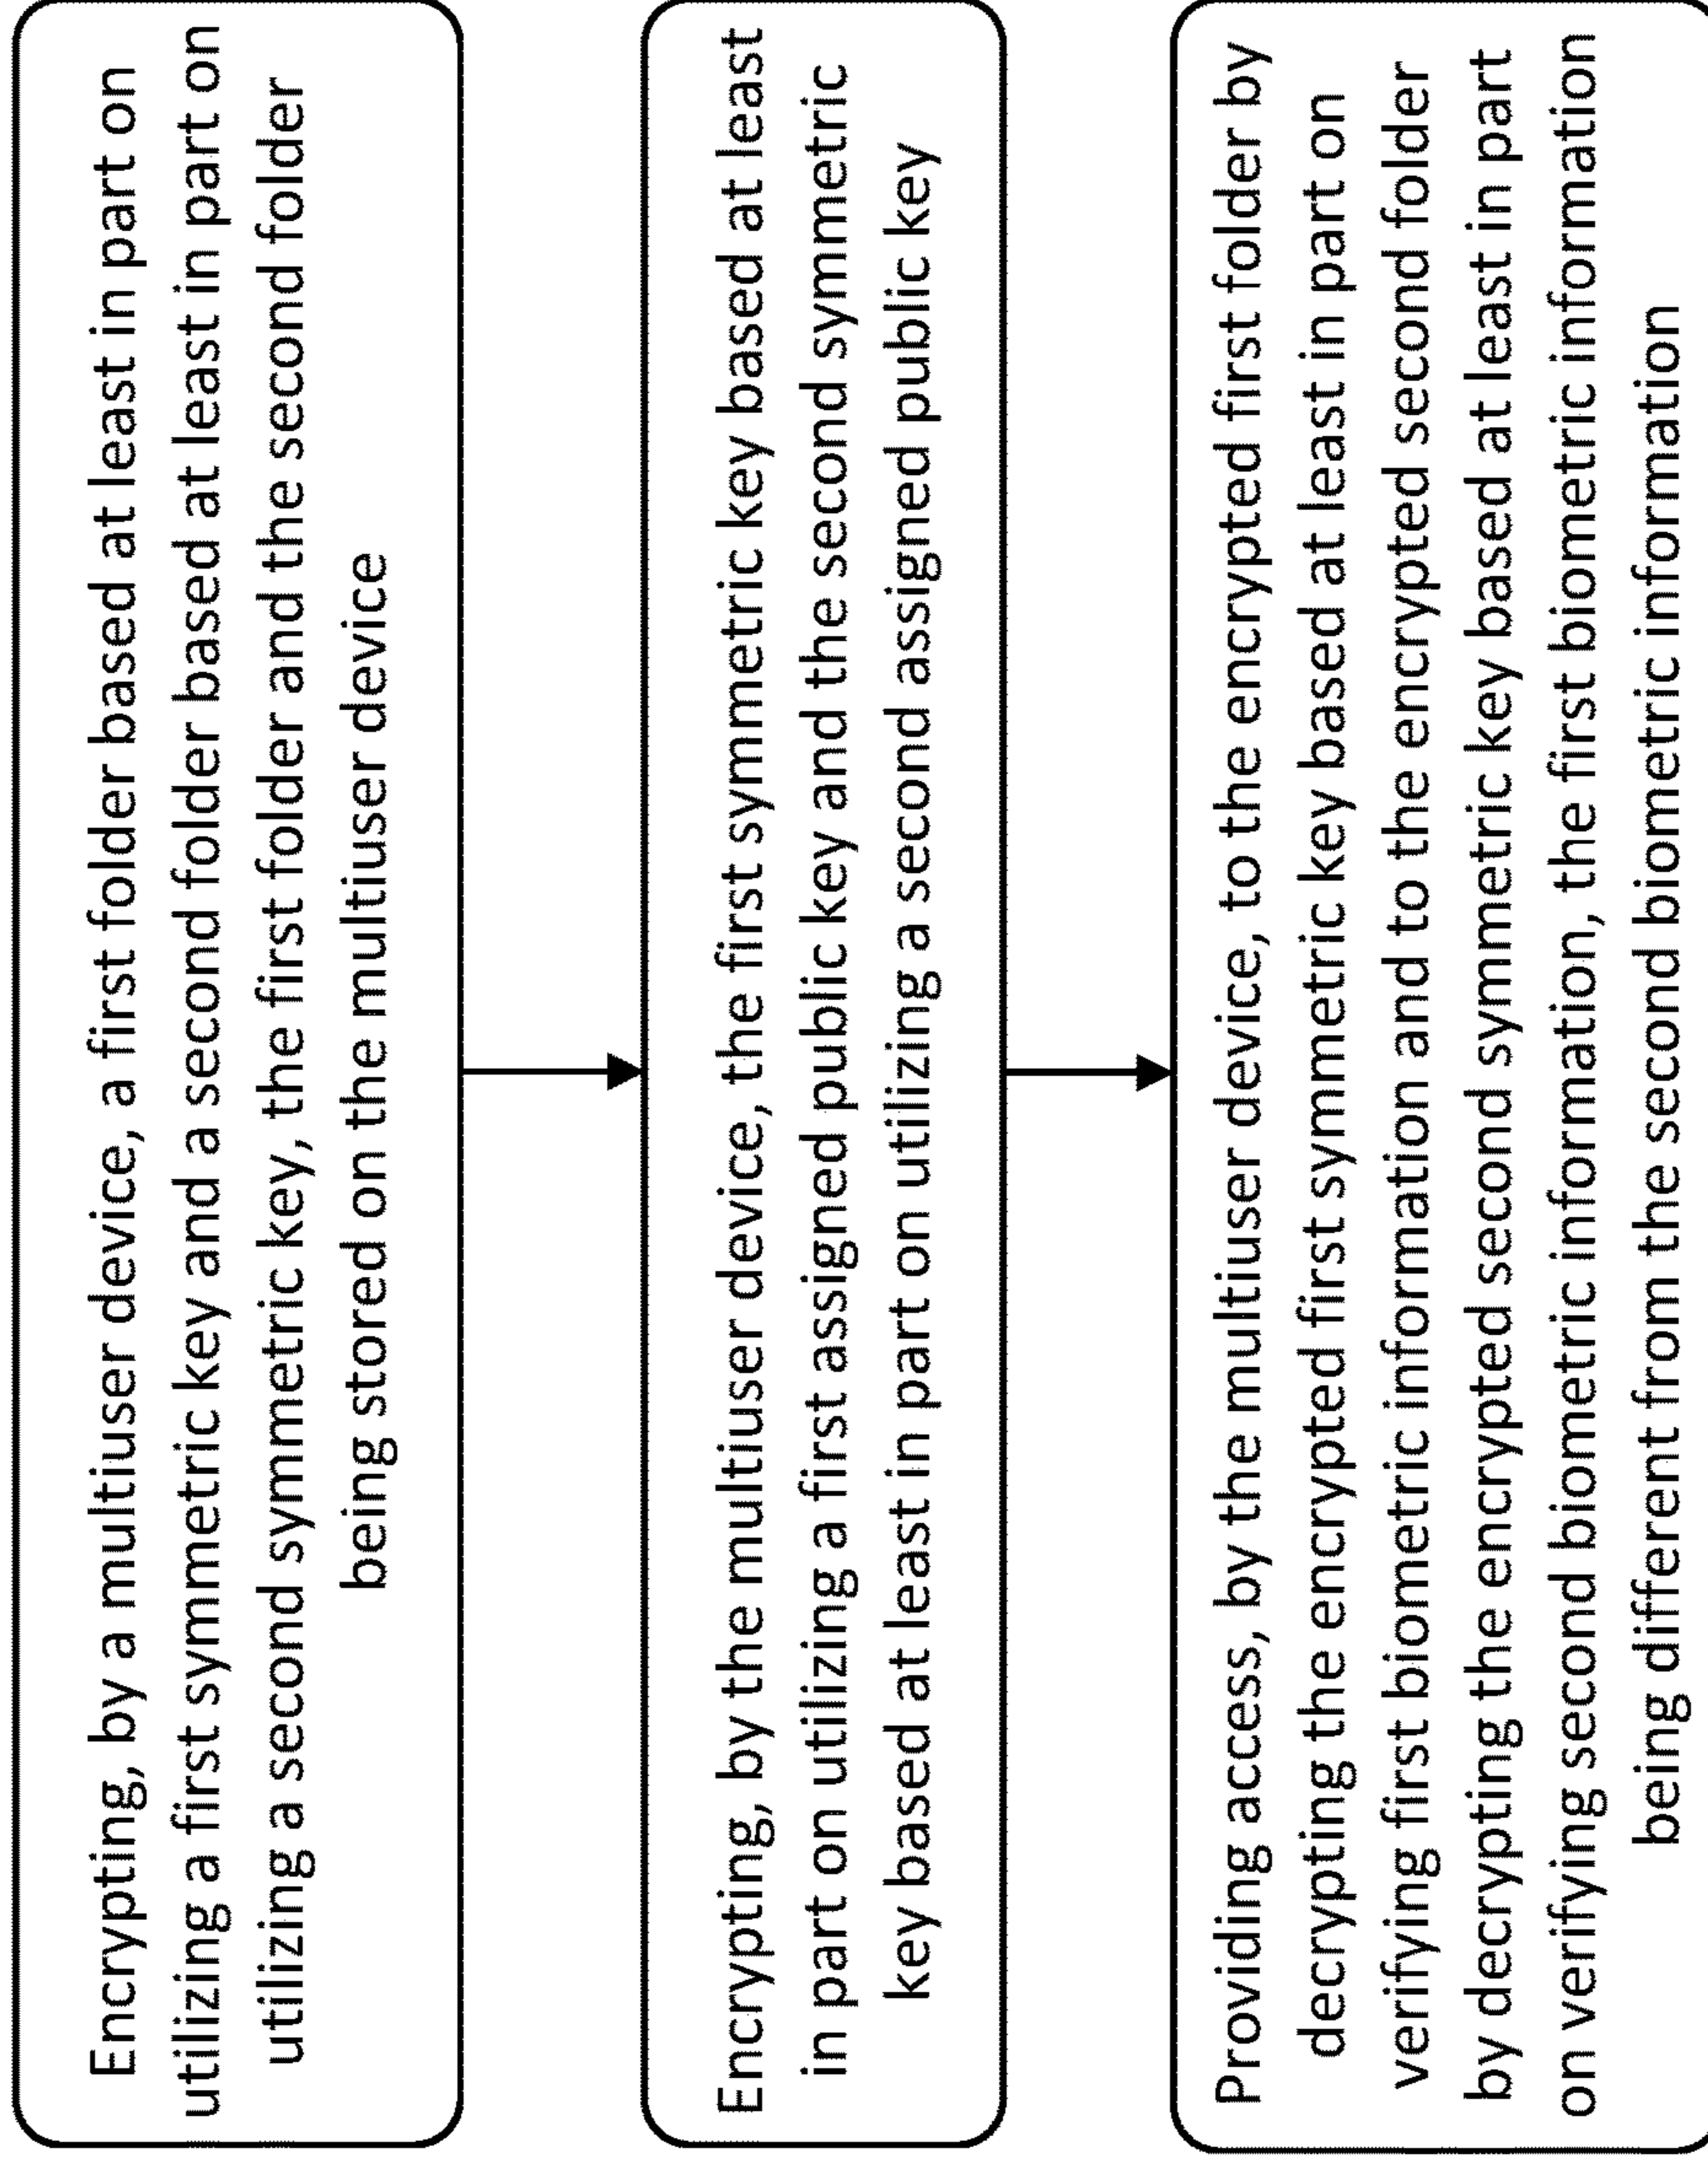 Encrypting, by a multiuser device, a first folder based at least in part on
utilizing a first symmetric key and a second folder based at least in part on
utilizing a second symmetric key, the first folder and the second folder
being stored on the multiuser device
Encrypting, by the multiuser device, the first symmetric key based at least
in part on utilizing a first assigned public key and the second symmetric
key based at least in part on utilizing a second assigned public key
Providing access, by the multiuser device, to the encrypted first folder by
decrypting the encrypted first symmetric key based at least in part on
verifying first biometric information and to the encrypted second folder
by decrypting the encrypted second symmetric key based at least in part
on verifying second biometric information, the first biometric information
being different from the second biometric information